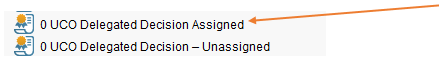 0 UCO Delegated Decision Assigned
0 UCO Delegated Decision – Unassigned